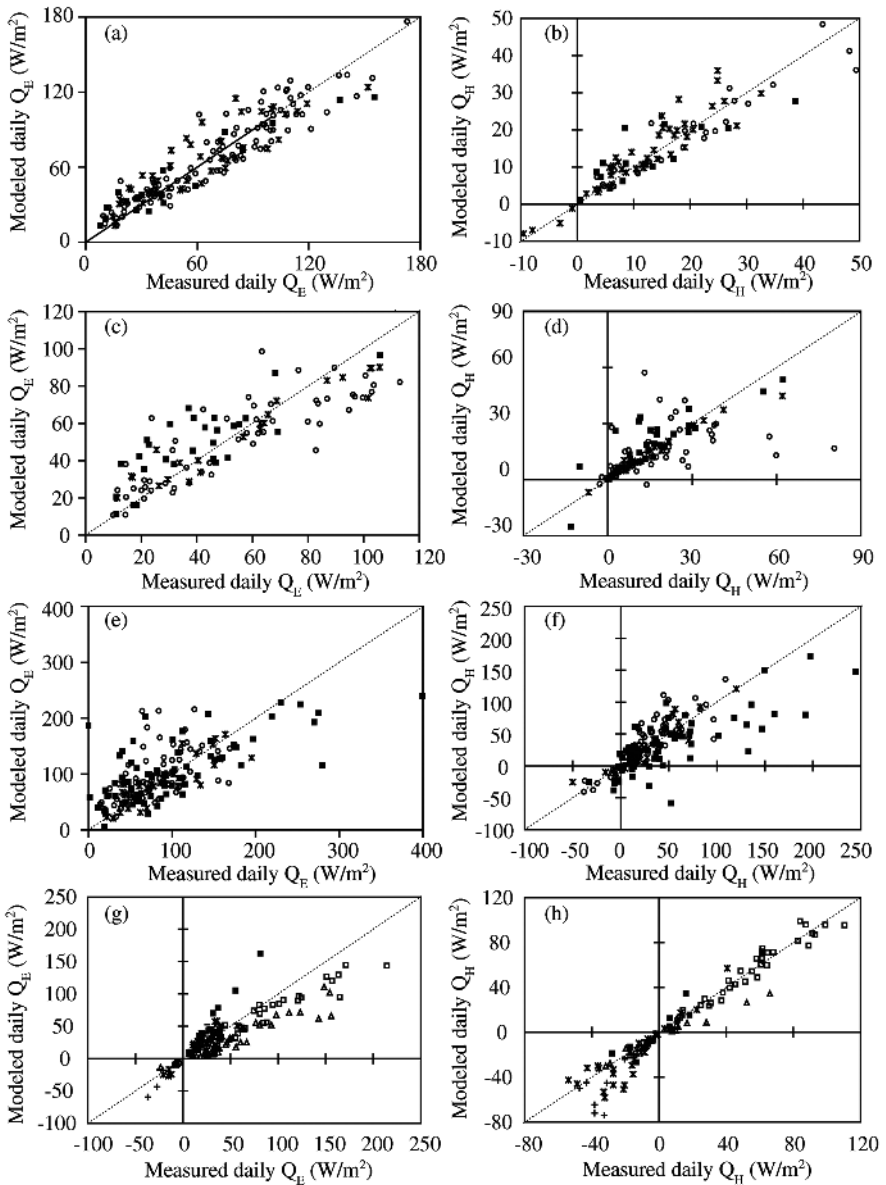 (a)
Modeled daily Q_E (W/m²)
180
120
60
0
0 60 120 180
Measured daily Q_E (W/m²)
(b)
Modeled daily Q_H (W/m²)
50
40
30
20
10
0
-10
-10 0 10 20 30 40 50
Measured daily Q_H (W/m²)
(c)
Modeled daily Q_E (W/m²)
120
100
80
60
40
20
0
0 20 40 60 80 100 120
Measured daily Q_E (W/m²)
(d)
Modeled daily Q_H (W/m²)
90
30
0
-30
-30 0 30 60 90
Measured daily Q_H (W/m²)
(e)
Modeled daily Q_E (W/m²)
400
300
200
100
0
0 100 200 300 400
Measured daily Q_E (W/m²)
(f)
Modeled daily Q_H (W/m²)
250
200
150
100
50
0
-50
-100
-100 -50 0 50 100 150 200 250
Measured daily Q_H (W/m²)
(g)
Modeled daily Q_E (W/m²)
250
200
150
100
50
0
-50
-100
-100 -50 0 50 100 150 200 250
Measured daily Q_E (W/m²)
(h)
Modeled daily Q_H (W/m²)
120
80
40
0
-40
-80
-80 -40 0 40 80 120
Measured daily Q_H (W/m²)